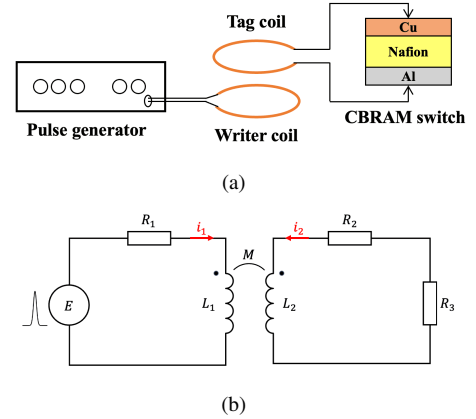 Tag coil
Cu
Nafion
Al
Pulse generator
Writer coil
CBRAM switch
(a)
R₁
i₁
i₂
R₂
M
E
L₁
L₂
R₃
(b)